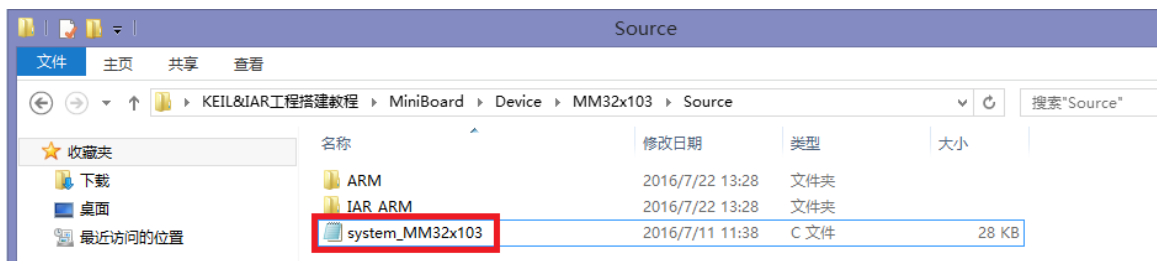 Source
文件 主页 共享 查看
KEIL&IAR工程搭建教程 MiniBoard Device MM32x103 Source 搜索"Source"
收藏夹 名称 修改日期 类型 大小
下载 ARM 2016/7/22 13:28 文件夹
桌面 IAR_ARM 2016/7/22 13:28 文件夹
最近访问的位置 system_MM32x103 2016/7/11 11:38 C 文件 28 KB